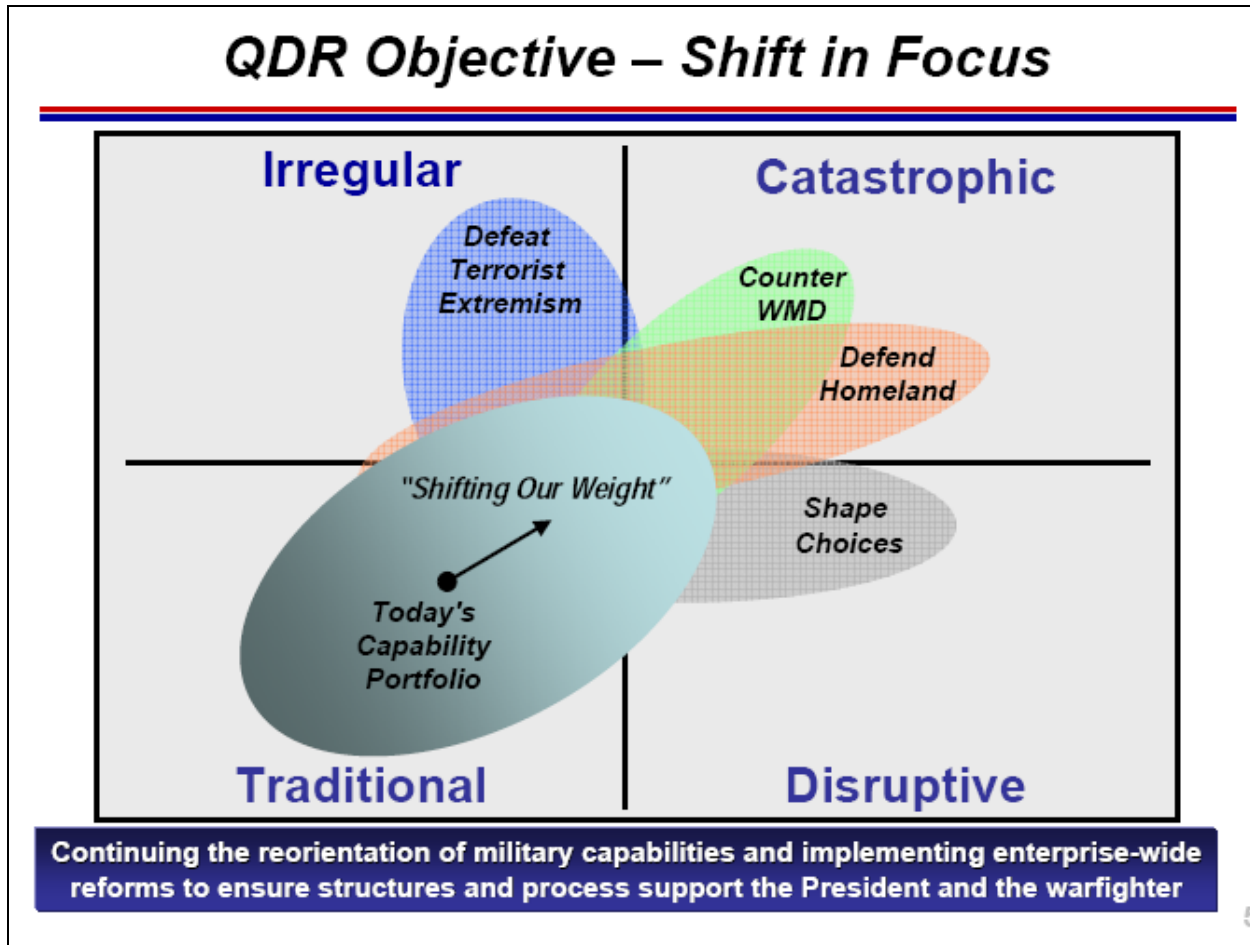 QDR Objective – Shift in Focus
Irregular
Catastrophic
Defeat
Terrorist
Extremism
Counter
WMD
Defend
Homeland
"Shifting Our Weight”
Shape
Choices
Today's
Capability
Portfolio
Traditional
Disruptive
Continuing the reorientation of military capabilities and implementing enterprise-wide
reforms to ensure structures and process support the President and the warfighter
5